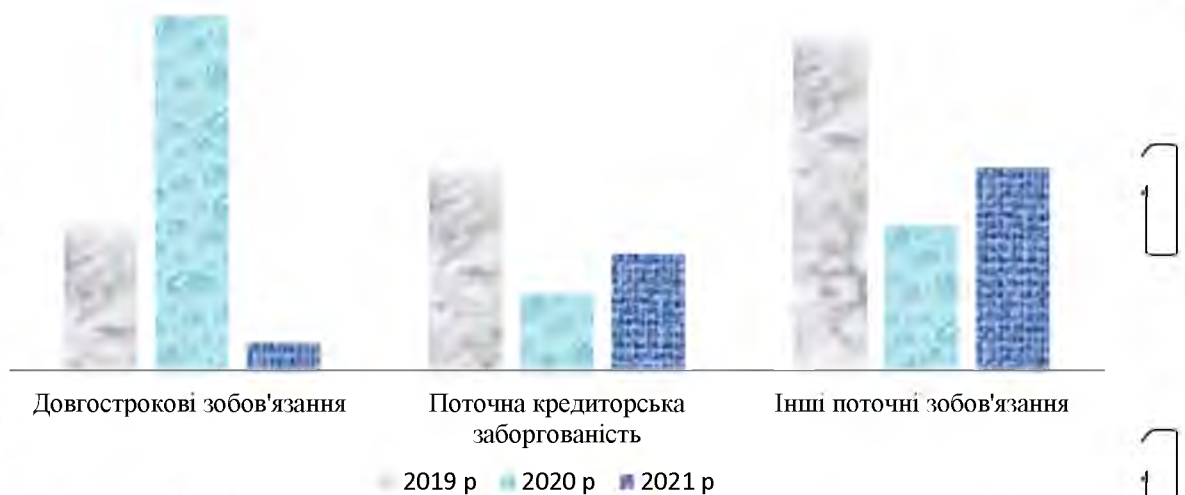 Довгострокові зобов'язання
Поточна кредиторська
заборгованість
Інші поточні зобов'язання
2019 р
2020 р
2021 р